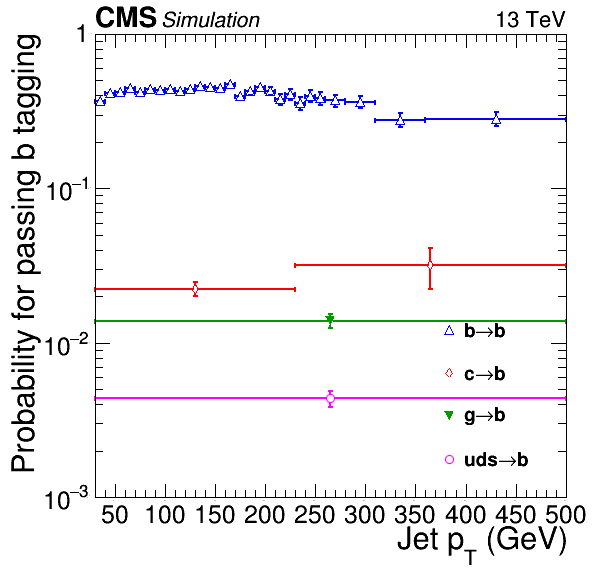 CMS Simulation 13 TeV
Probability for passing b tagging
1
10⁻¹
10⁻²
10⁻³
b→b
c→b
g→b
uds→b
50 100 150 200 250 300 350 400 450 500
Jet p_T (GeV)